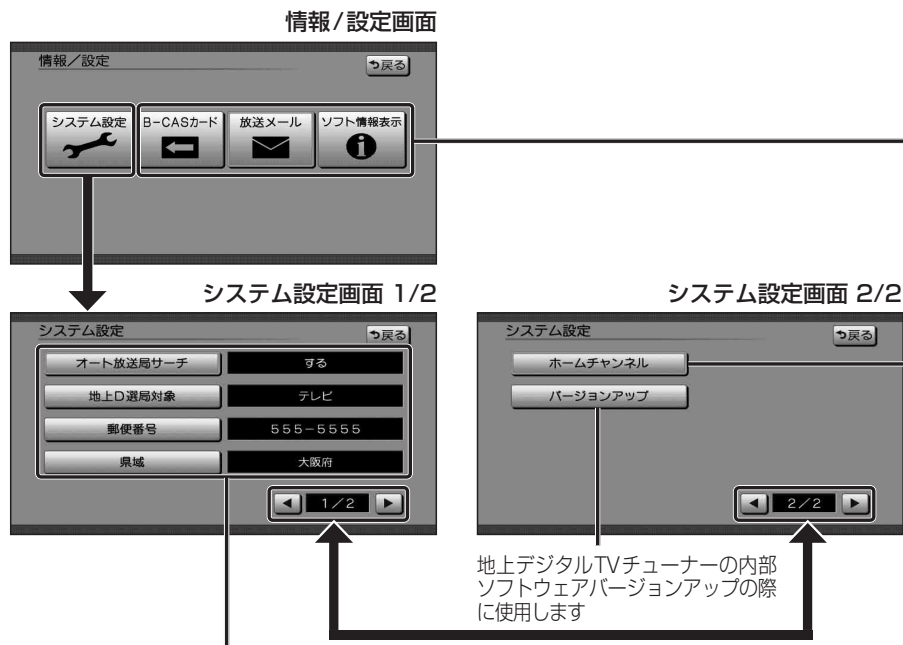 情報/設定画面
情報／設定
戻る
システム設定
B-CASカード
放送メール
ソフト情報表示
システム設定画面 1/2
システム設定
戻る
オート放送局サーチ
する
地上D選局対象
テレビ
郵便番号
555-5555
県域
大阪府
1/2
システム設定画面 2/2
システム設定
戻る
ホームチャンネル
バージョンアップ
2/2
地上デジタルTVチューナーの内部
ソフトウェアバージョンアップの際
に使用します